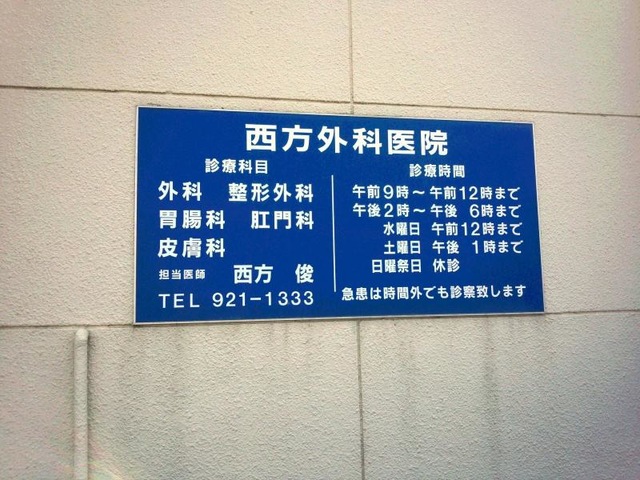 西方外科医院
診療科目
外科 整形外科
胃腸科 肛門科
皮膚科
担当医師 西方 俊
TEL 921-1333
診療時間
午前9時～午前12時まで
午後2時～午後 6時まで
水曜日 午前12時まで
土曜日 午後 1時まで
日曜祭日 休診
急患は時間外でも診察致します